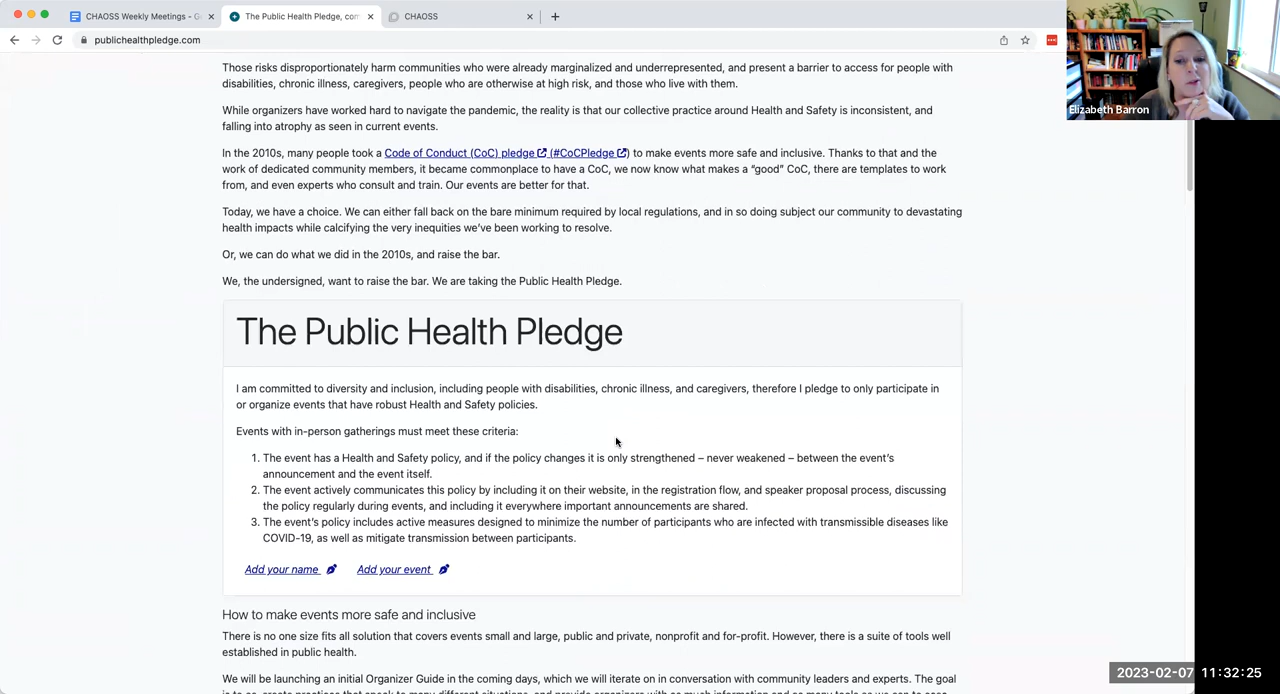 CHAOSS Weekly Meetings - G
The Public Health Pledge, com
CHAOSS
publichealthpledge.com
Elizabeth Barron
Those risks disproportionately harm communities who were already marginalized and underrepresented, and present a barrier to access for people with
disabilities, chronic illness, caregivers, people who are otherwise at high risk, and those who live with them.
While organizers have worked hard to navigate the pandemic, the reality is that our collective practice around Health and Safety is inconsistent, and
falling into atrophy as seen in current events.
In the 2010s, many people took a Code of Conduct (CoC) pledge (#CoCPledge) to make events more safe and inclusive. Thanks to that and the
work of dedicated community members, it became commonplace to have a CoC, we now know what makes a “good” CoC, there are templates to work
from, and even experts who consult and train. Our events are better for that.
Today, we have a choice. We can either fall back on the bare minimum required by local regulations, and in so doing subject our community to devastating
health impacts while calcifying the very inequities we’ve been working to resolve.
Or, we can do what we did in the 2010s, and raise the bar.
We, the undersigned, want to raise the bar. We are taking the Public Health Pledge.
The Public Health Pledge
I am committed to diversity and inclusion, including people with disabilities, chronic illness, and caregivers, therefore I pledge to only participate in
or organize events that have robust Health and Safety policies.
Events with in-person gatherings must meet these criteria:
1. The event has a Health and Safety policy, and if the policy changes it is only strengthened – never weakened – between the event’s
announcement and the event itself.
2. The event actively communicates this policy by including it on their website, in the registration flow, and speaker proposal process, discussing
the policy regularly during events, and including it everywhere important announcements are shared.
3. The event’s policy includes active measures designed to minimize the number of participants who are infected with transmissible diseases like
COVID-19, as well as mitigate transmission between participants.
Add your name Add your event
How to make events more safe and inclusive
There is no one size fits all solution that covers events small and large, public and private, nonprofit and for-profit. However, there is a suite of tools well
established in public health.
We will be launching an initial Organizer Guide in the coming days, which we will iterate on in conversation with community leaders and experts. The goal
2023-02-07 11:32:25